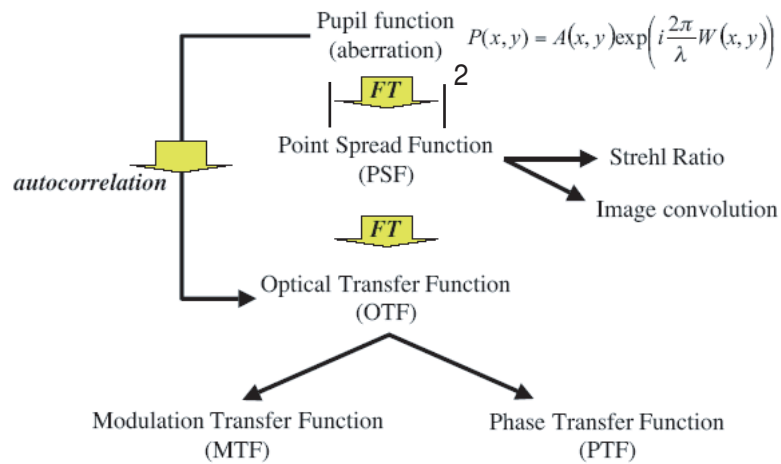 Pupil function
(aberration)
P(x, y) = A(x, y)exp(i 2π/λ W(x, y))
FT
2
Point Spread Function
(PSF)
Strehl Ratio
autocorrelation
Image convolution
FT
Optical Transfer Function
(OTF)
Modulation Transfer Function
(MTF)
Phase Transfer Function
(PTF)